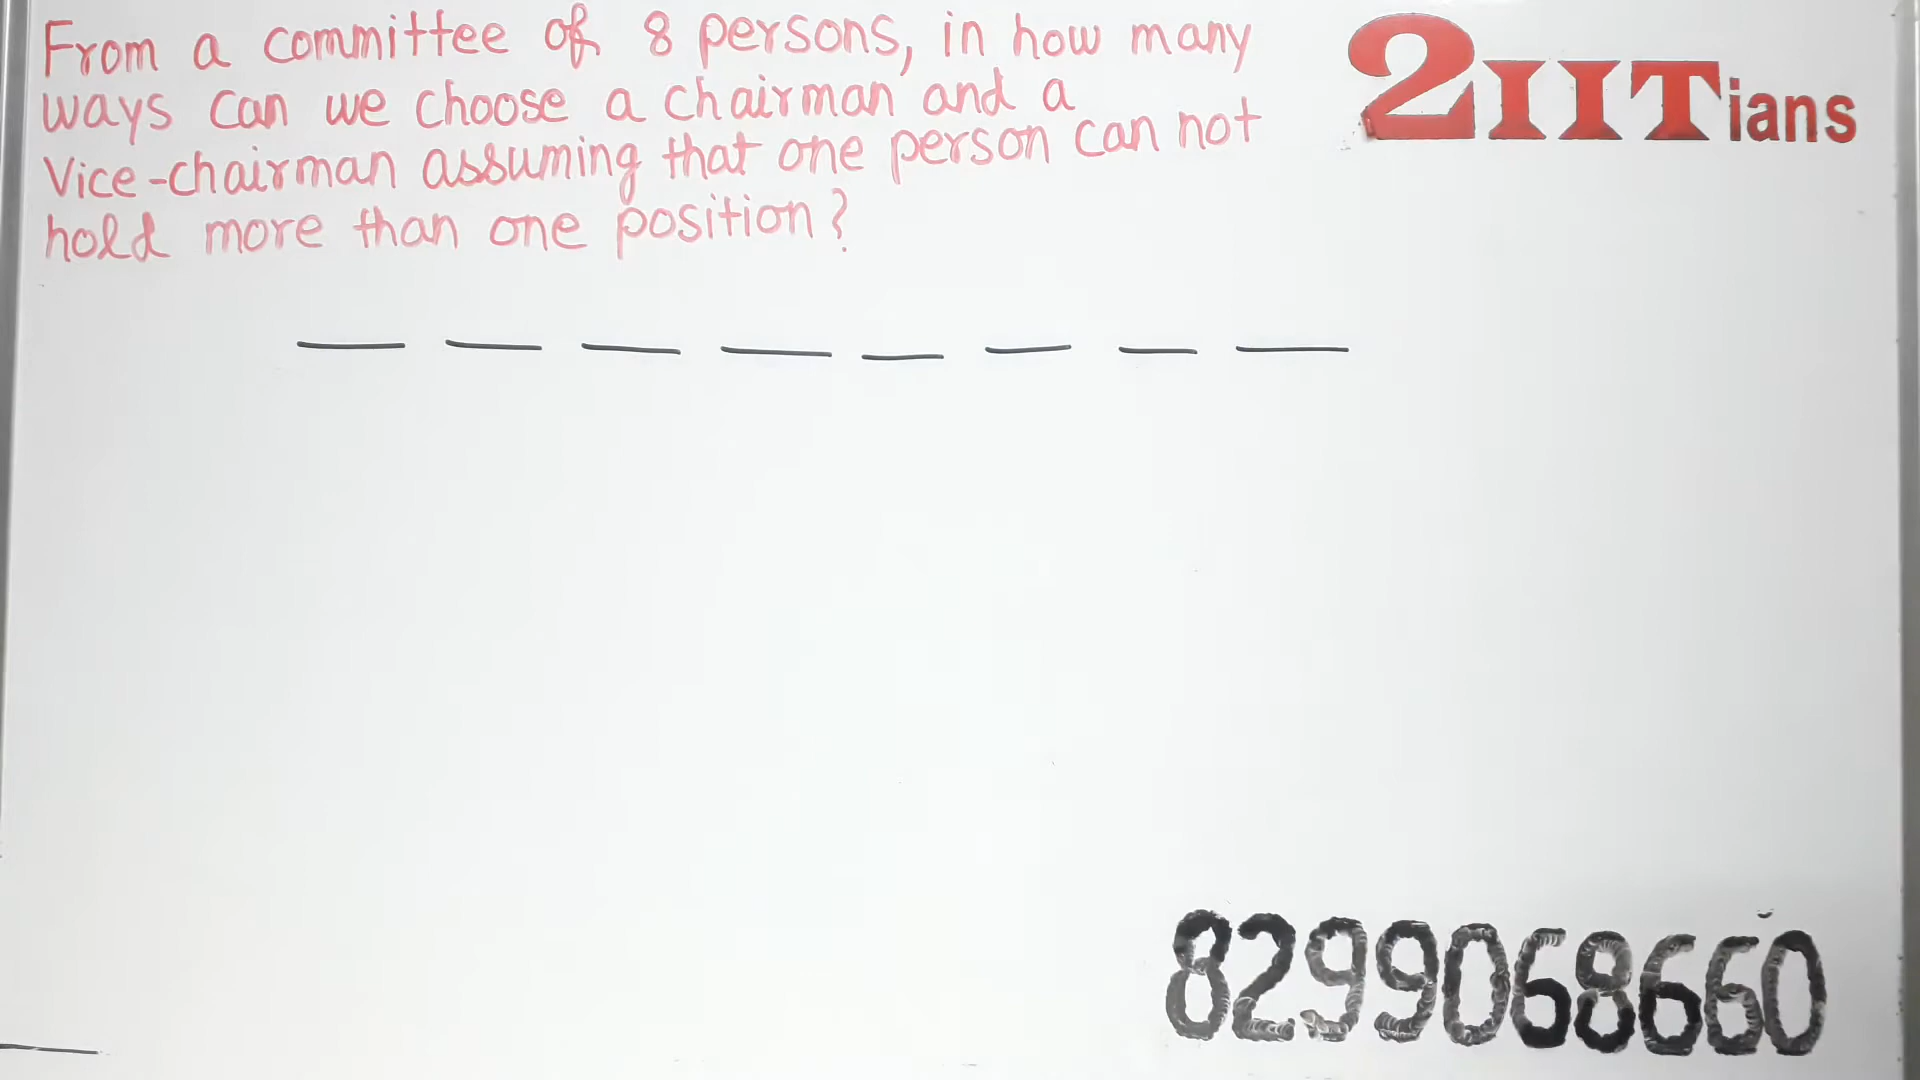 From a committee of 8 persons, in how many
ways can we choose a chairman and a
Vice-chairman assuming that one person can not
hold more than one position?
2IITians
8299068660